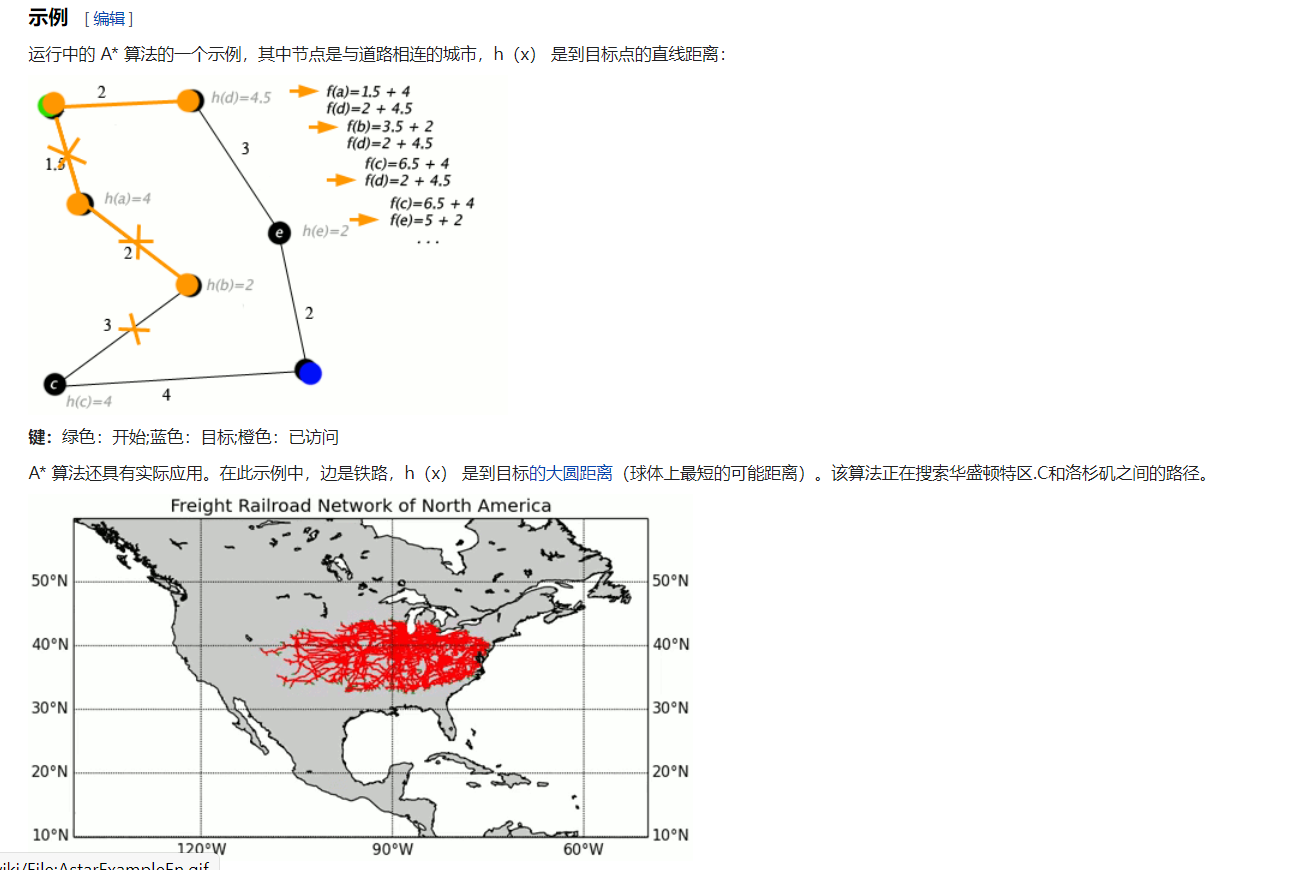 示例 [ 编辑 ]
运行中的 A* 算法的一个示例，其中节点是与道路相连的城市，h（x） 是到目标点的直线距离：
2
h(d)=4.5
f(a)=1.5 + 4
f(d)=2 + 4.5
f(b)=3.5 + 2
f(d)=2 + 4.5
3
1.5
f(c)=6.5 + 4
f(d)=2 + 4.5
h(a)=4
f(c)=6.5 + 4
f(e)=5 + 2
. . .
e
h(e)=2
2
h(b)=2
3
2
c
h(c)=4
4
键： 绿色：开始;蓝色：目标;橙色：已访问
A* 算法还具有实际应用。在此示例中，边是铁路，h（x） 是到目标的大圆距离（球体上最短的可能距离）。该算法正在搜索华盛顿特区.C和洛杉矶之间的路径。
Freight Railroad Network of North America
50°N 50°N
40°N 40°N
30°N 30°N
20°N 20°N
10°N 10°N
120°W 90°W 60°W
iki/File:AstarExampleEn.gif